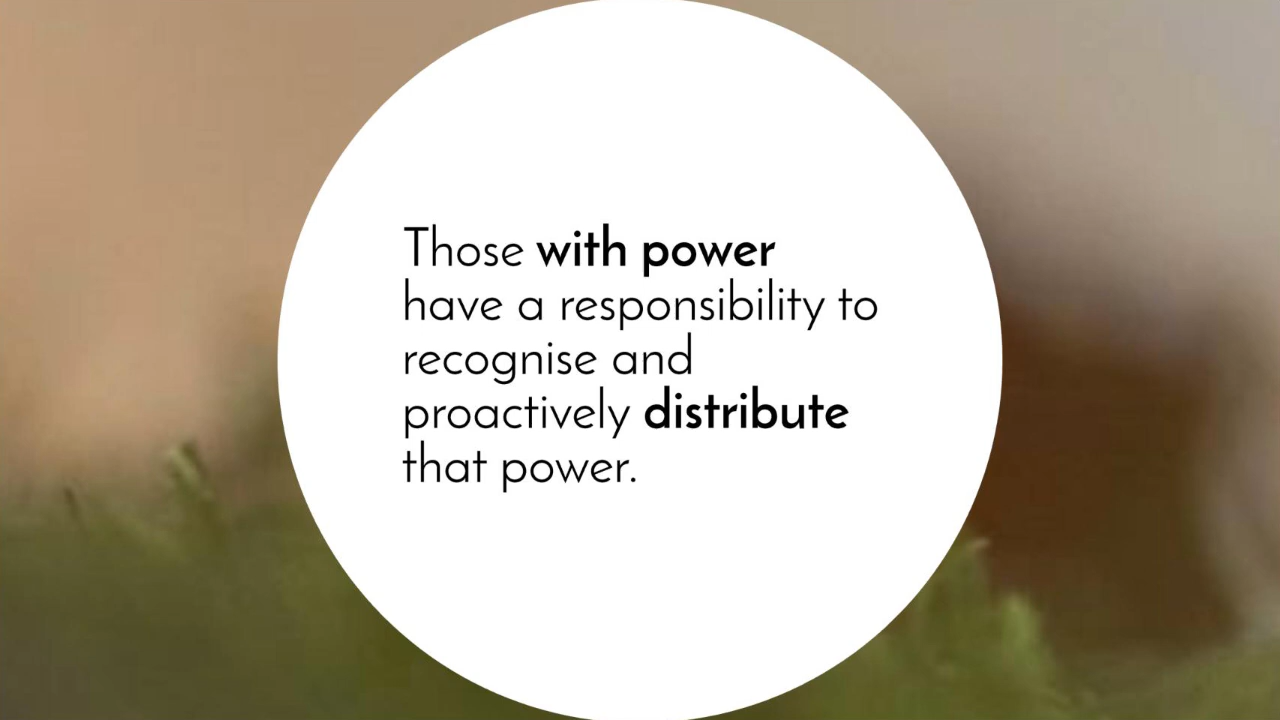 Those with power
have a responsibility to
recognise and
proactively distribute
that power.